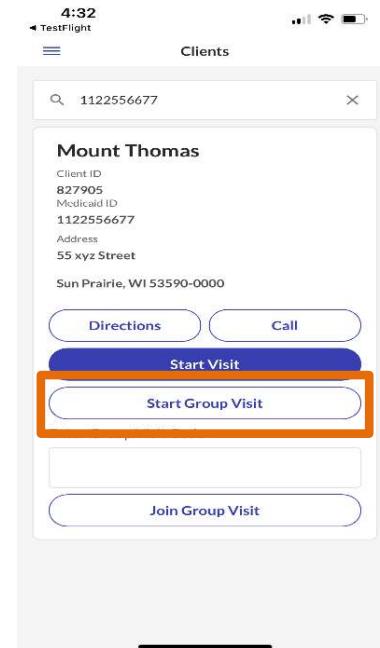 4:32
◄ TestFlight
Clients
1122556677
Mount Thomas
Client ID
827905
Medicaid ID
1122556677
Address
55 xyz Street
Sun Prairie, WI 53590-0000
Directions
Call
Start Visit
Start Group Visit
Join Group Visit